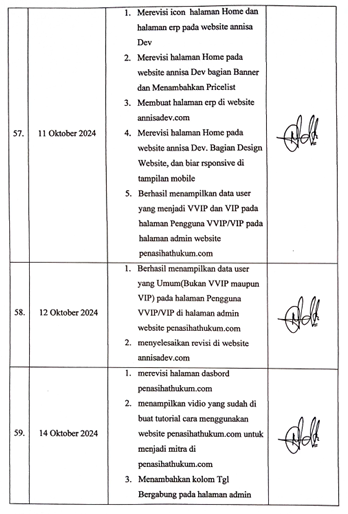 1. Merevisi icon halaman Home dan
halaman erp pada website annisa
Dev
2. Merevisi halaman Home pada
website annisa Dev bagian Banner
dan Menambahkan Pricelist
3. Membuat halaman erp di website
annisadev.com
57. 11 Oktober 2024
4. Merevisi halaman Home pada
website annisa Dev. Bagian Design
Website, dan biar rsponsive di
tampilan mobile
5. Berhasil menampilkan data user
yang menjadi VVIP dan VIP pada
halaman Pengguna VVIP/VIP pada
halaman admin website
penasihathukum.com
1. Berhasil menampilkan data user
yang Umum(Bukan VVIP maupun
VIP) pada halaman Pengguna
58. 12 Oktober 2024
VVIP/VIP di halaman admin
website penasihathukum.com
2. menyelesaikan revisi di website
annisadev.com
1. merevisi halaman dasbord
penasihathukum.com
2. menampilkan vidio yang sudah di
buat tutorial cara menggunakan
59. 14 Oktober 2024
website penasihathukum.com untuk
menjadi mitra di
penasihathukum.com
3. Menambahkan kolom Tgl
Bergabung pada halaman admin